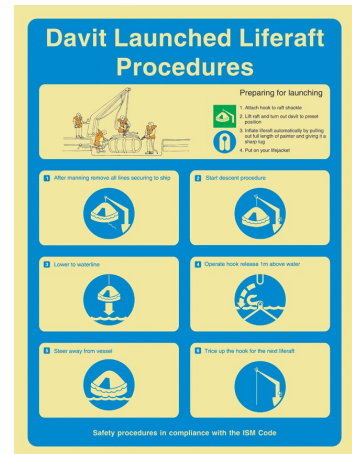 Davit Launched Liferaft
Procedures
Preparing for launching
1. Attach hook to raft shackle
2. Lift raft and turn out davit to preset
position
3. Inflate liferaft automatically by pulling
out full length of painter and giving it a
sharp tug
4. Put on your lifejacket
1 After manning remove all lines securing to ship
2 Start descent procedure
3 Lower to waterline
4 Operate hook release 1m above water
5 Steer away from vessel
6 Trice up the hook for the next liferaft
Safety procedures in compliance with the ISM Code